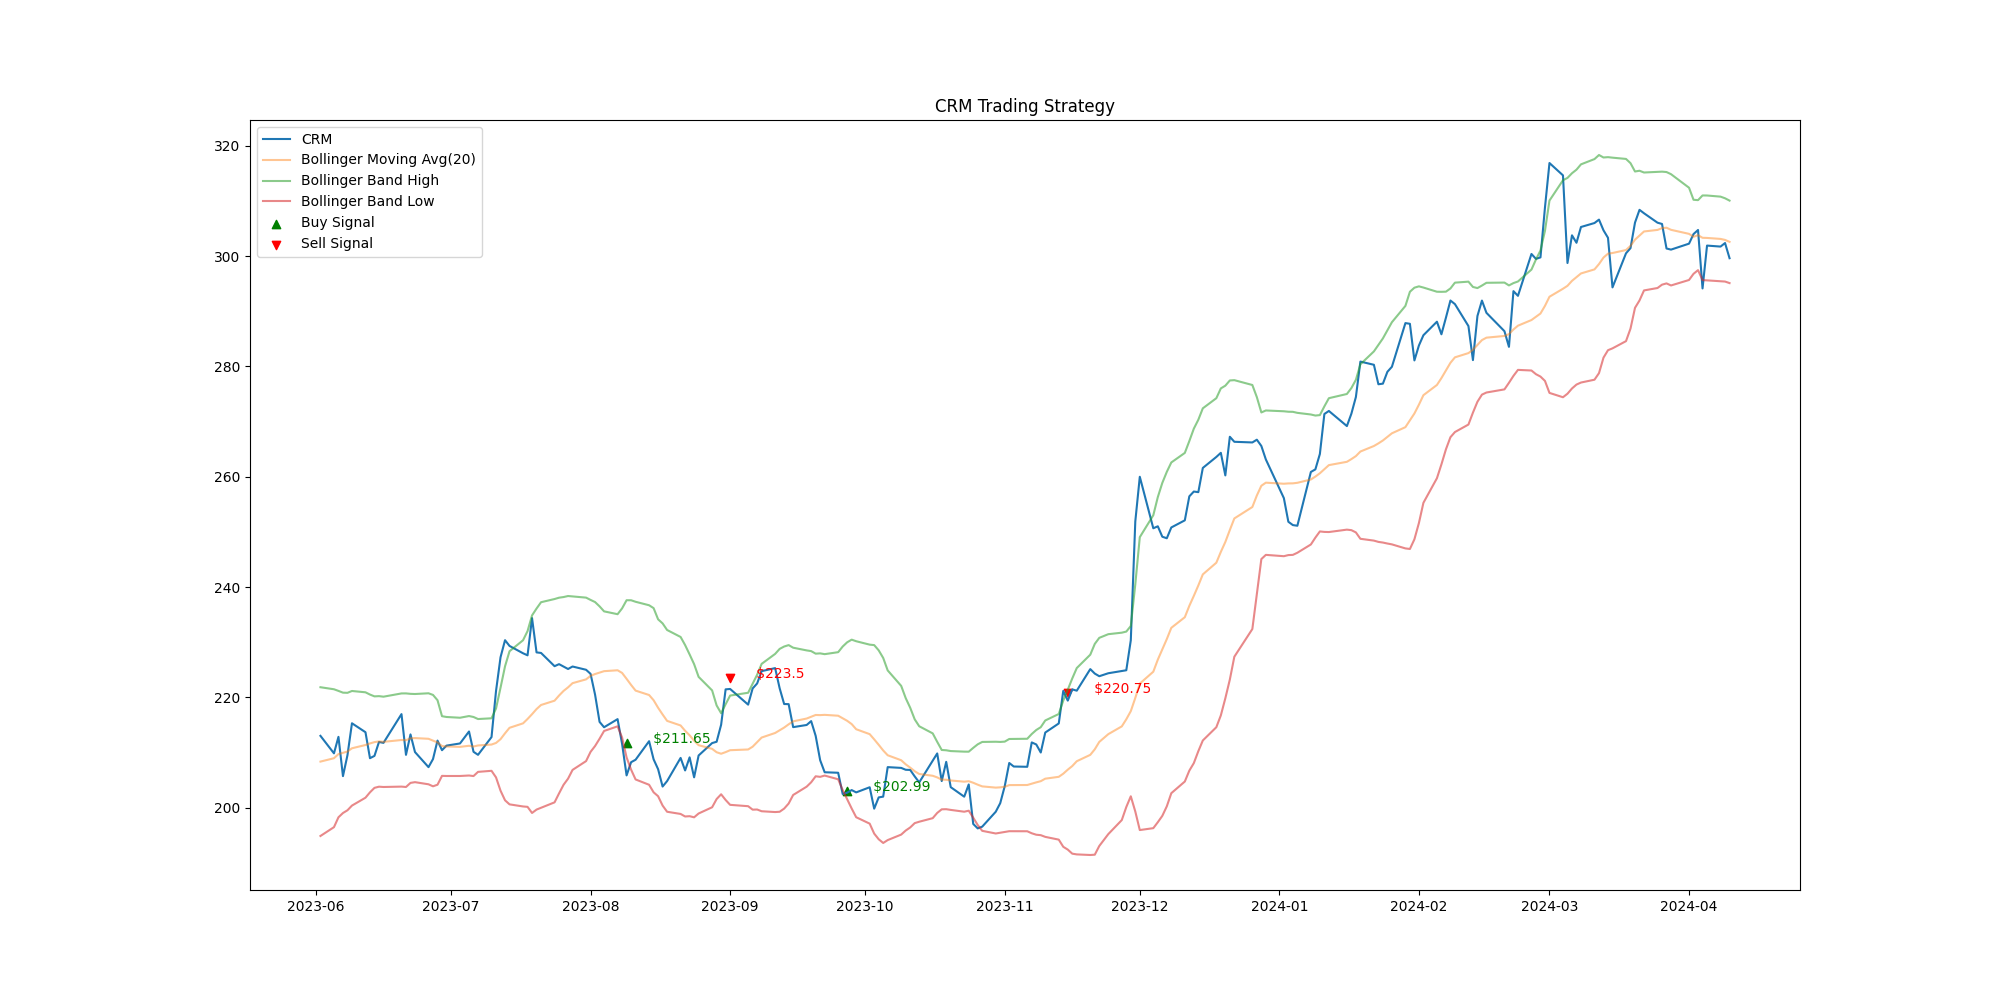 CRM Trading Strategy
CRM
Bollinger Moving Avg(20)
Bollinger Band High
Bollinger Band Low
Buy Signal
Sell Signal
320
300
280
260
240
220
200
$223.5
$220.75
$211.65
$202.99
2023-06 2023-07 2023-08 2023-09 2023-10 2023-11 2023-12 2024-01 2024-02 2024-03 2024-04